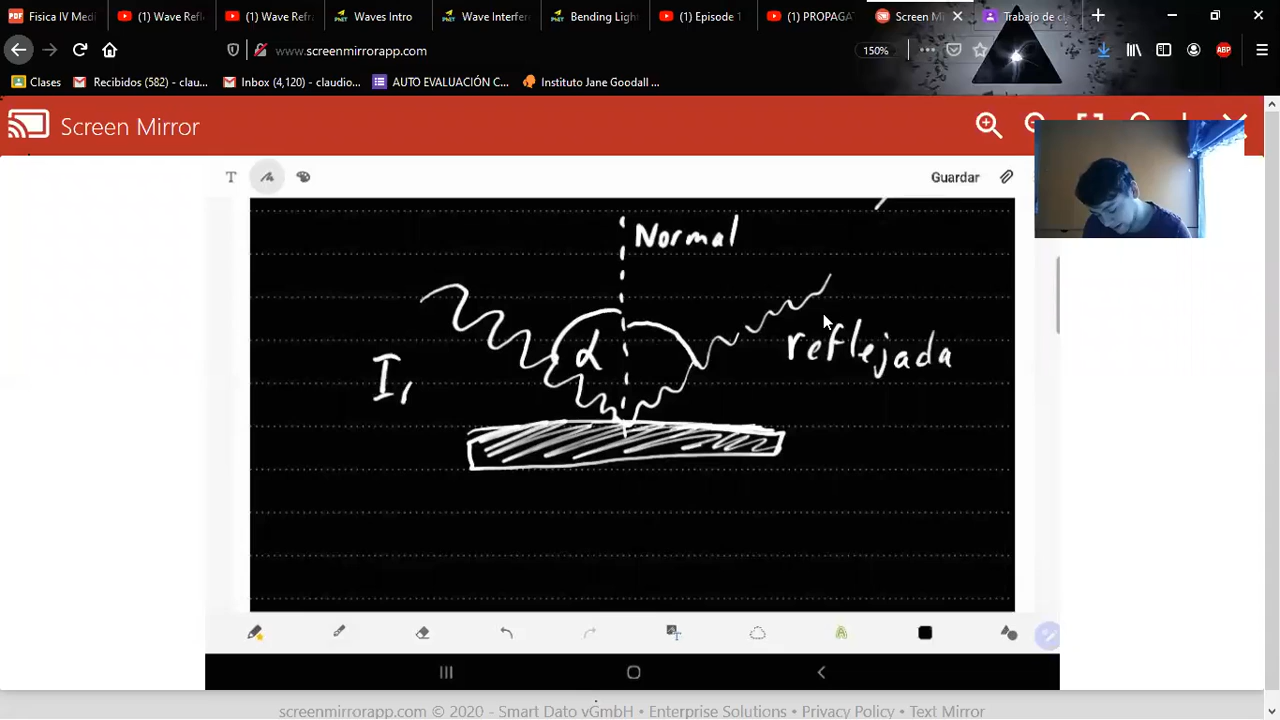 Fisica IV Medi
(1) Wave Refl
(1) Wave Refra
Waves Intro
Wave Interfer
Bending Ligh
(1) Episode 1
(1) PROPAGA
Screen Mi
Trabajo de ci
www.screenmirrorapp.com
150%
ABP
Clases
Recibidos (582) - clau...
Inbox (4,120) - claudio...
AUTO EVALUACIÓN C...
Instituto Jane Goodall ...
Screen Mirror
T
Guardar
Normal
α
reflejada
I,
screenmirrorapp.com © 2020 - Smart Dato vGmbH • Enterprise Solutions • Privacy Policy • Text Mirror